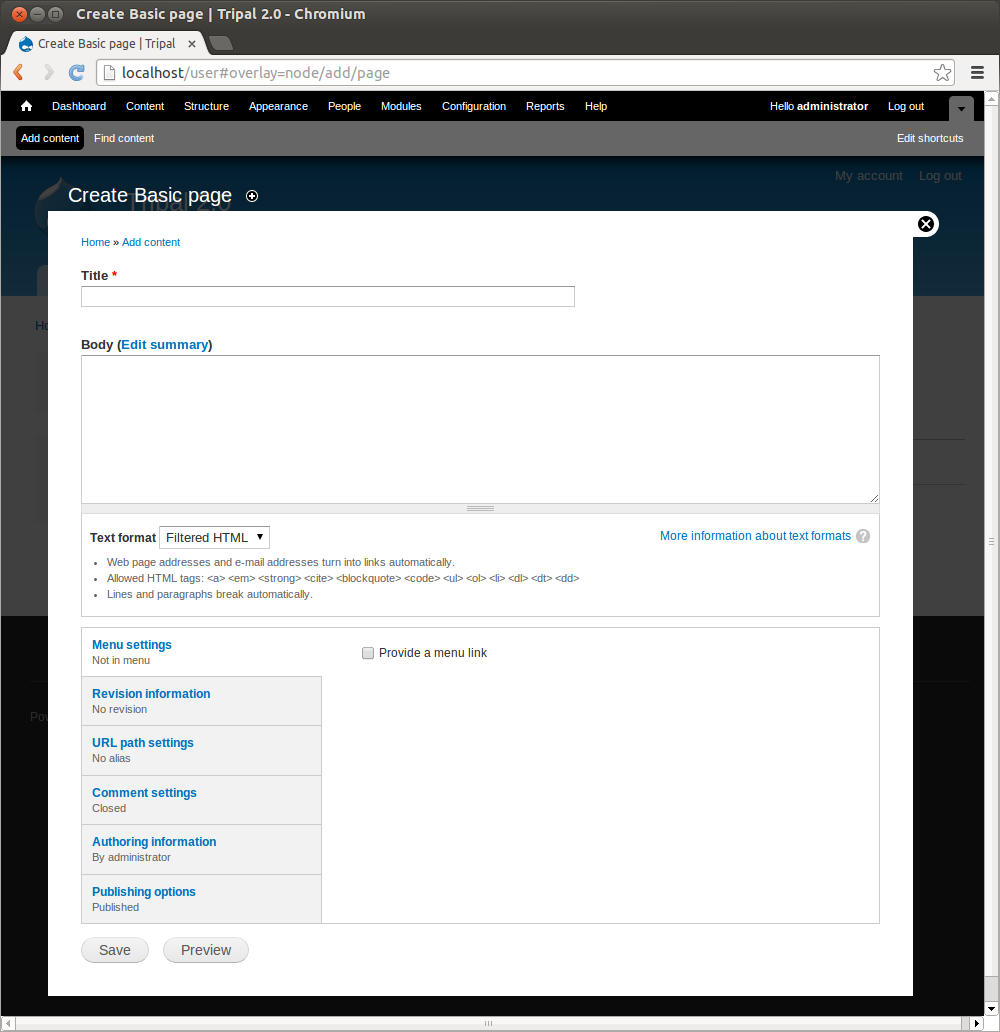 Create Basic page | Tripal 2.0 - Chromium
Create Basic page | Tripal
localhost/user#overlay=node/add/page
Dashboard Content Structure Appearance People Modules Configuration Reports Help Hello administrator Log out
Add content Find content Edit shortcuts
My account Log out
Create Basic page
Tripal 2.0
Home » Add content
Title *
Body (Edit summary)
Text format Filtered HTML More information about text formats ?
Web page addresses and e-mail addresses turn into links automatically.
Allowed HTML tags: <a> <em> <strong> <cite> <blockquote> <code> <ul> <ol> <li> <dl> <dt> <dd>
Lines and paragraphs break automatically.
Menu settings
Not in menu
Provide a menu link
Revision information
No revision
URL path settings
No alias
Comment settings
Closed
Authoring information
By administrator
Publishing options
Published
Save Preview